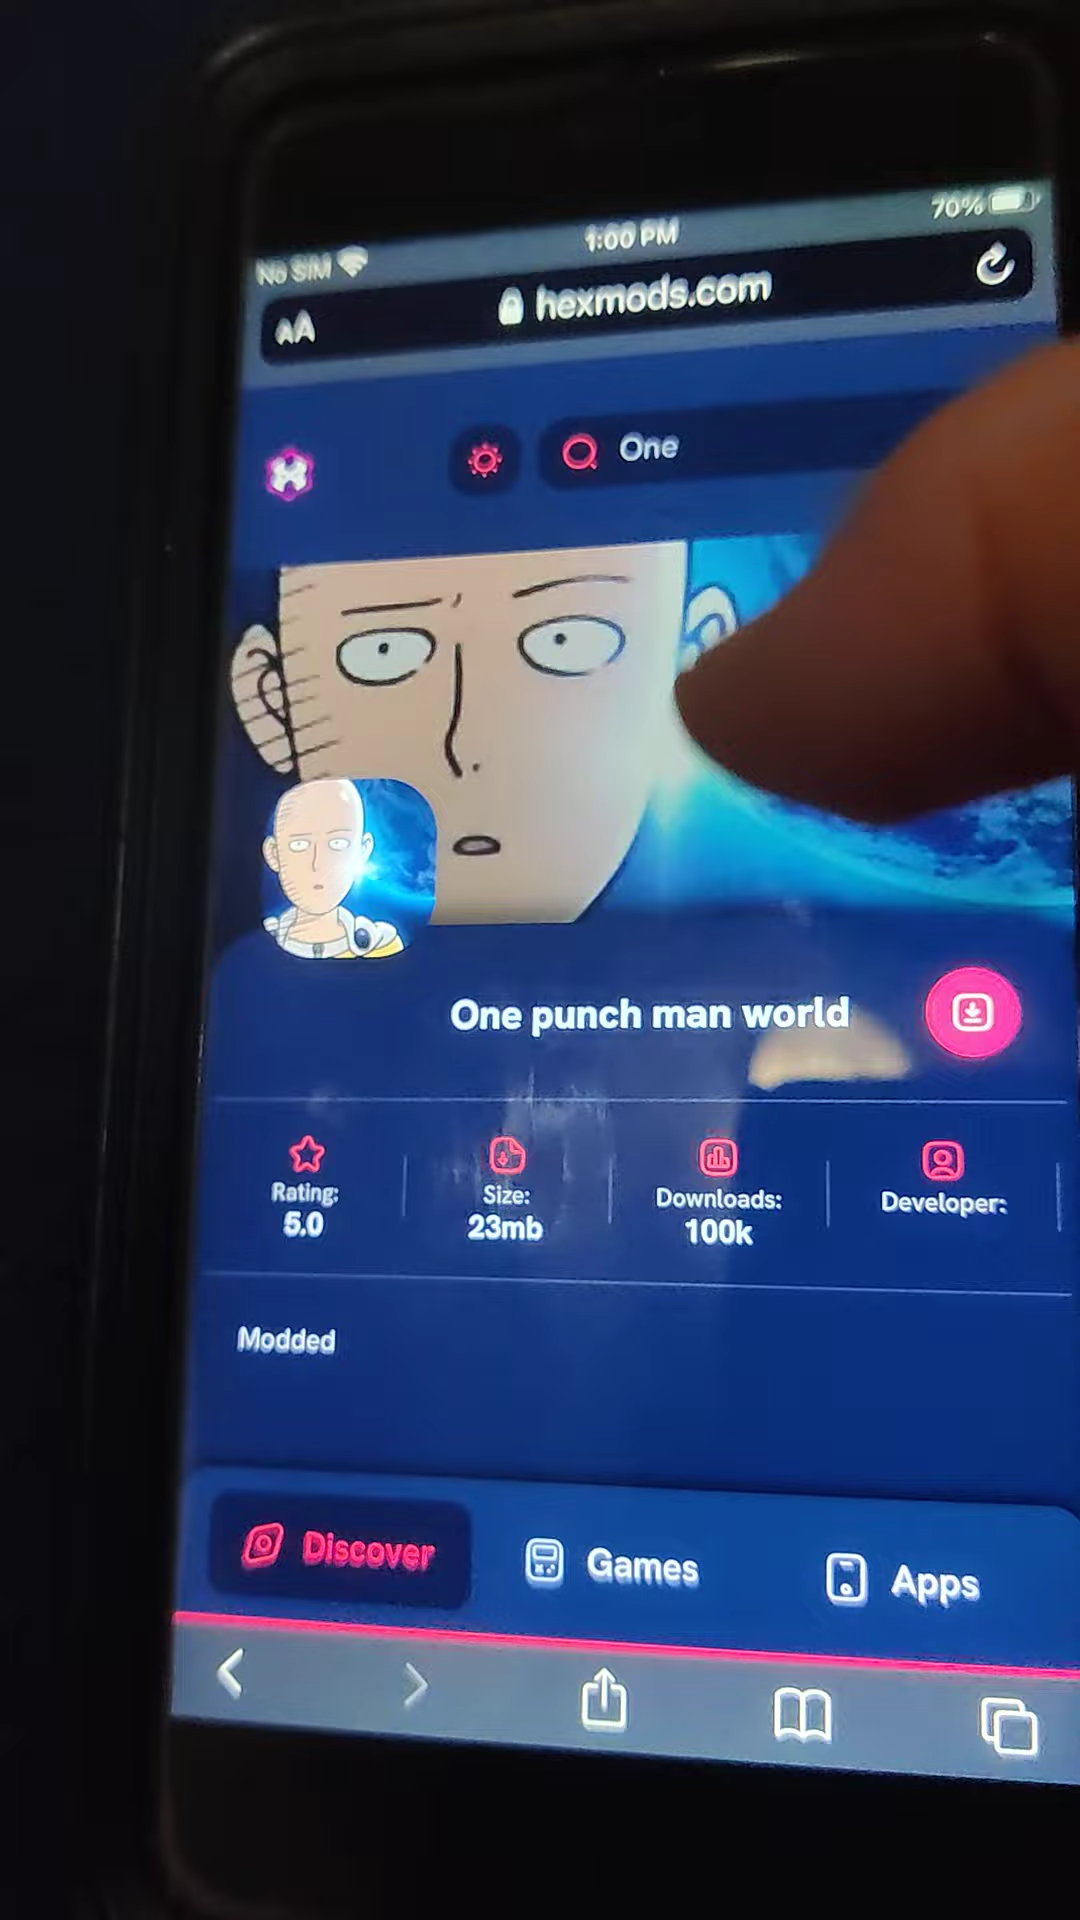 No SIM
1:00 PM
70%
AA
hexmods.com
One
One punch man world
Rating:
5.0
Size:
23mb
Downloads:
100k
Developer:
Modded
Discover
Games
Apps